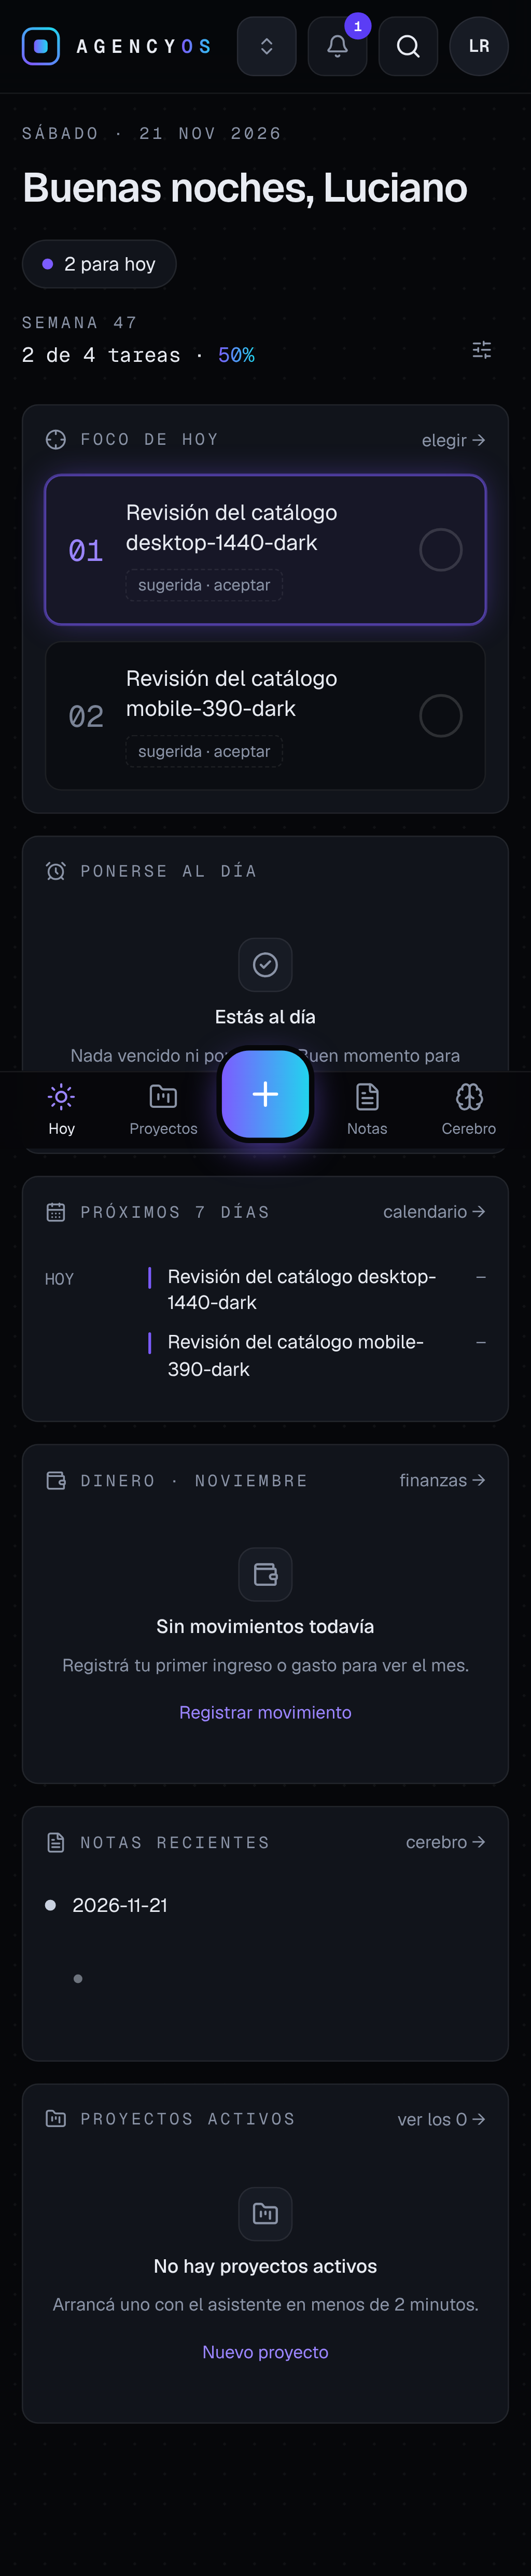 AGENCYOS
1
LR
SÁBADO · 21 NOV 2026
Buenas noches, Luciano
2 para hoy
SEMANA 47
2 de 4 tareas · 50%
FOCO DE HOY
elegir →
01
Revisión del catálogo
desktop-1440-dark
sugerida · aceptar
02
Revisión del catálogo
mobile-390-dark
sugerida · aceptar
PONERSE AL DÍA
Estás al día
Nada vencido ni Buen momento para
Hoy
Proyectos
Notas
Cerebro
PRÓXIMOS 7 DÍAS
calendario →
HOY
Revisión del catálogo desktop-
1440-dark
–
Revisión del catálogo mobile-
390-dark
–
DINERO · NOVIEMBRE
finanzas →
Sin movimientos todavía
Registrá tu primer ingreso o gasto para ver el mes.
Registrar movimiento
NOTAS RECIENTES
cerebro →
2026-11-21
PROYECTOS ACTIVOS
ver los 0 →
No hay proyectos activos
Arrancá uno con el asistente en menos de 2 minutos.
Nuevo proyecto